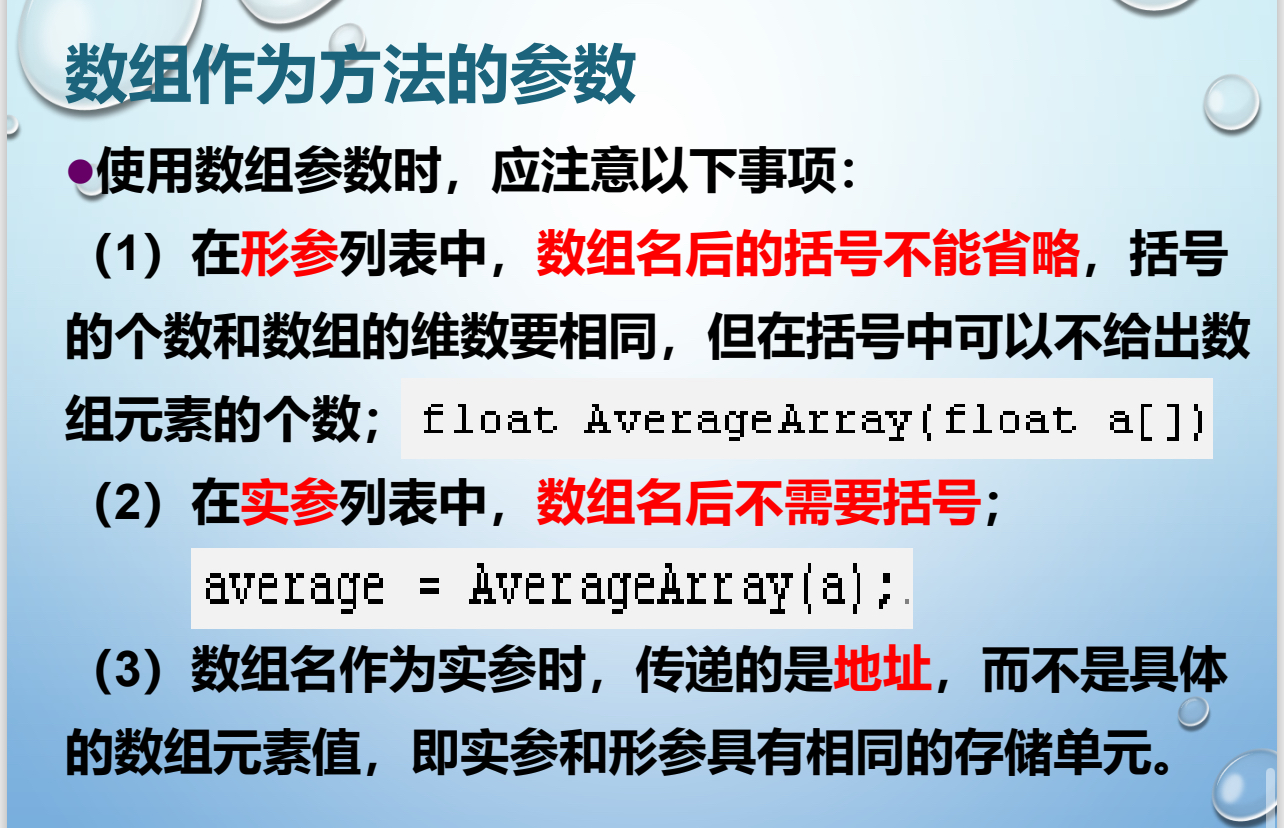 数组作为方法的参数
●使用数组参数时，应注意以下事项：
（1）在形参列表中，数组名后的括号不能省略，括号
的个数和数组的维数要相同，但在括号中可以不给出数
组元素的个数； float AverageArray(float a[])
（2）在实参列表中，数组名后不需要括号；
average = AverageArray(a);.
（3）数组名作为实参时，传递的是地址，而不是具体
的数组元素值，即实参和形参具有相同的存储单元。